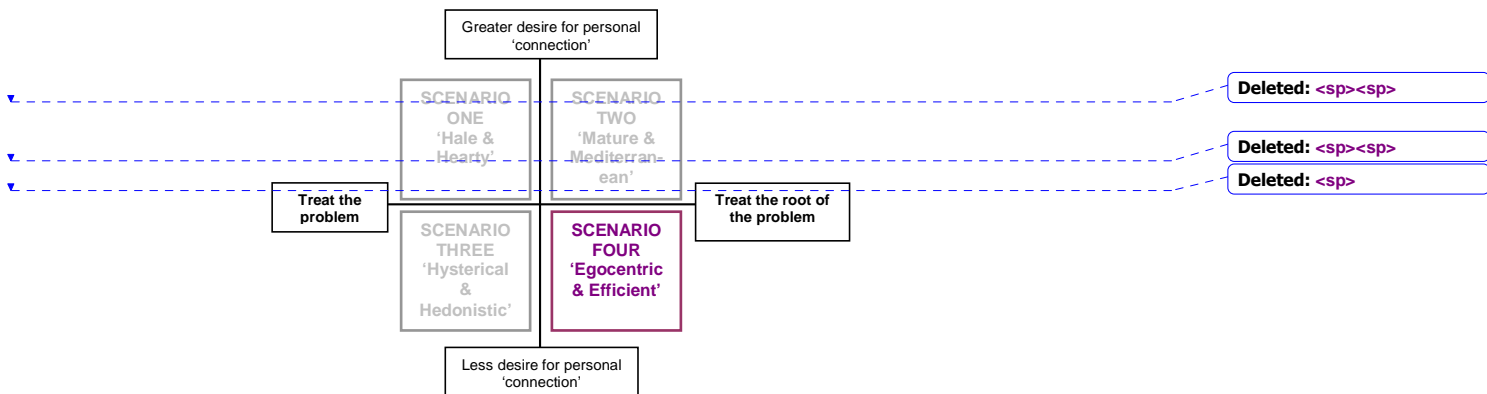 Greater desire for personal
‘connection’
Deleted: <sp><sp>
SCENARIO
ONE
‘Hale &
Hearty’
SCENARIO
TWO
‘Mature &
Mediterran-
ean’
Deleted: <sp><sp>
Deleted: <sp>
Treat the
problem
Treat the root of
the problem
SCENARIO
THREE
‘Hysterical
&
Hedonistic’
SCENARIO
FOUR
‘Egocentric
& Efficient’
Less desire for personal
‘connection’